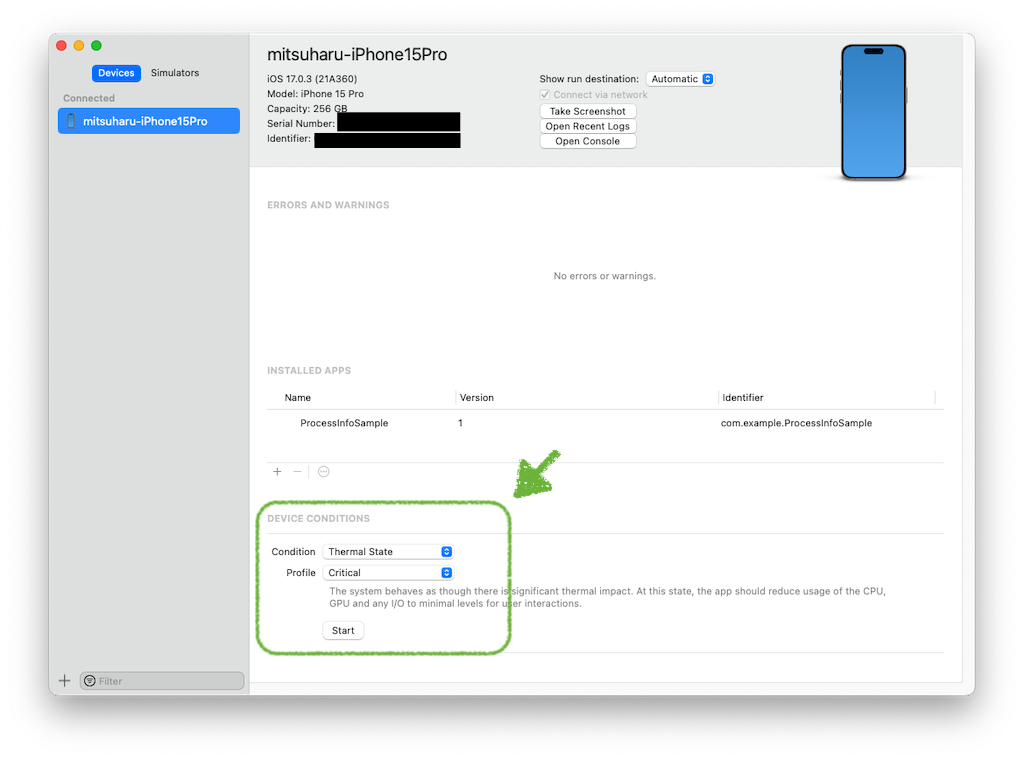 Devices
Simulators
Connected
mitsuharu-iPhone15Pro
mitsuharu-iPhone15Pro
iOS 17.0.3 (21A360)
Model: iPhone 15 Pro
Capacity: 256 GB
Serial Number:
Identifier:
Show run destination: Automatic
Connect via network
Take Screenshot
Open Recent Logs
Open Console
ERRORS AND WARNINGS
No errors or warnings.
INSTALLED APPS
Name Version Identifier
ProcessInfoSample 1 com.example.ProcessInfoSample
DEVICE CONDITIONS
Condition Thermal State
Profile Critical
The system behaves as though there is significant thermal impact. At this state, the app should reduce usage of the CPU,
GPU and any I/O to minimal levels for user interactions.
Start
Filter